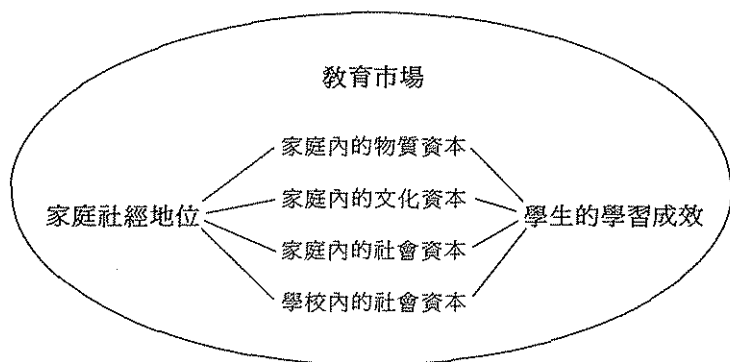 教育市場
家庭內的物質資本
家庭內的文化資本
家庭社經地位
學生的學習成效
家庭內的社會資本
學校內的社會資本